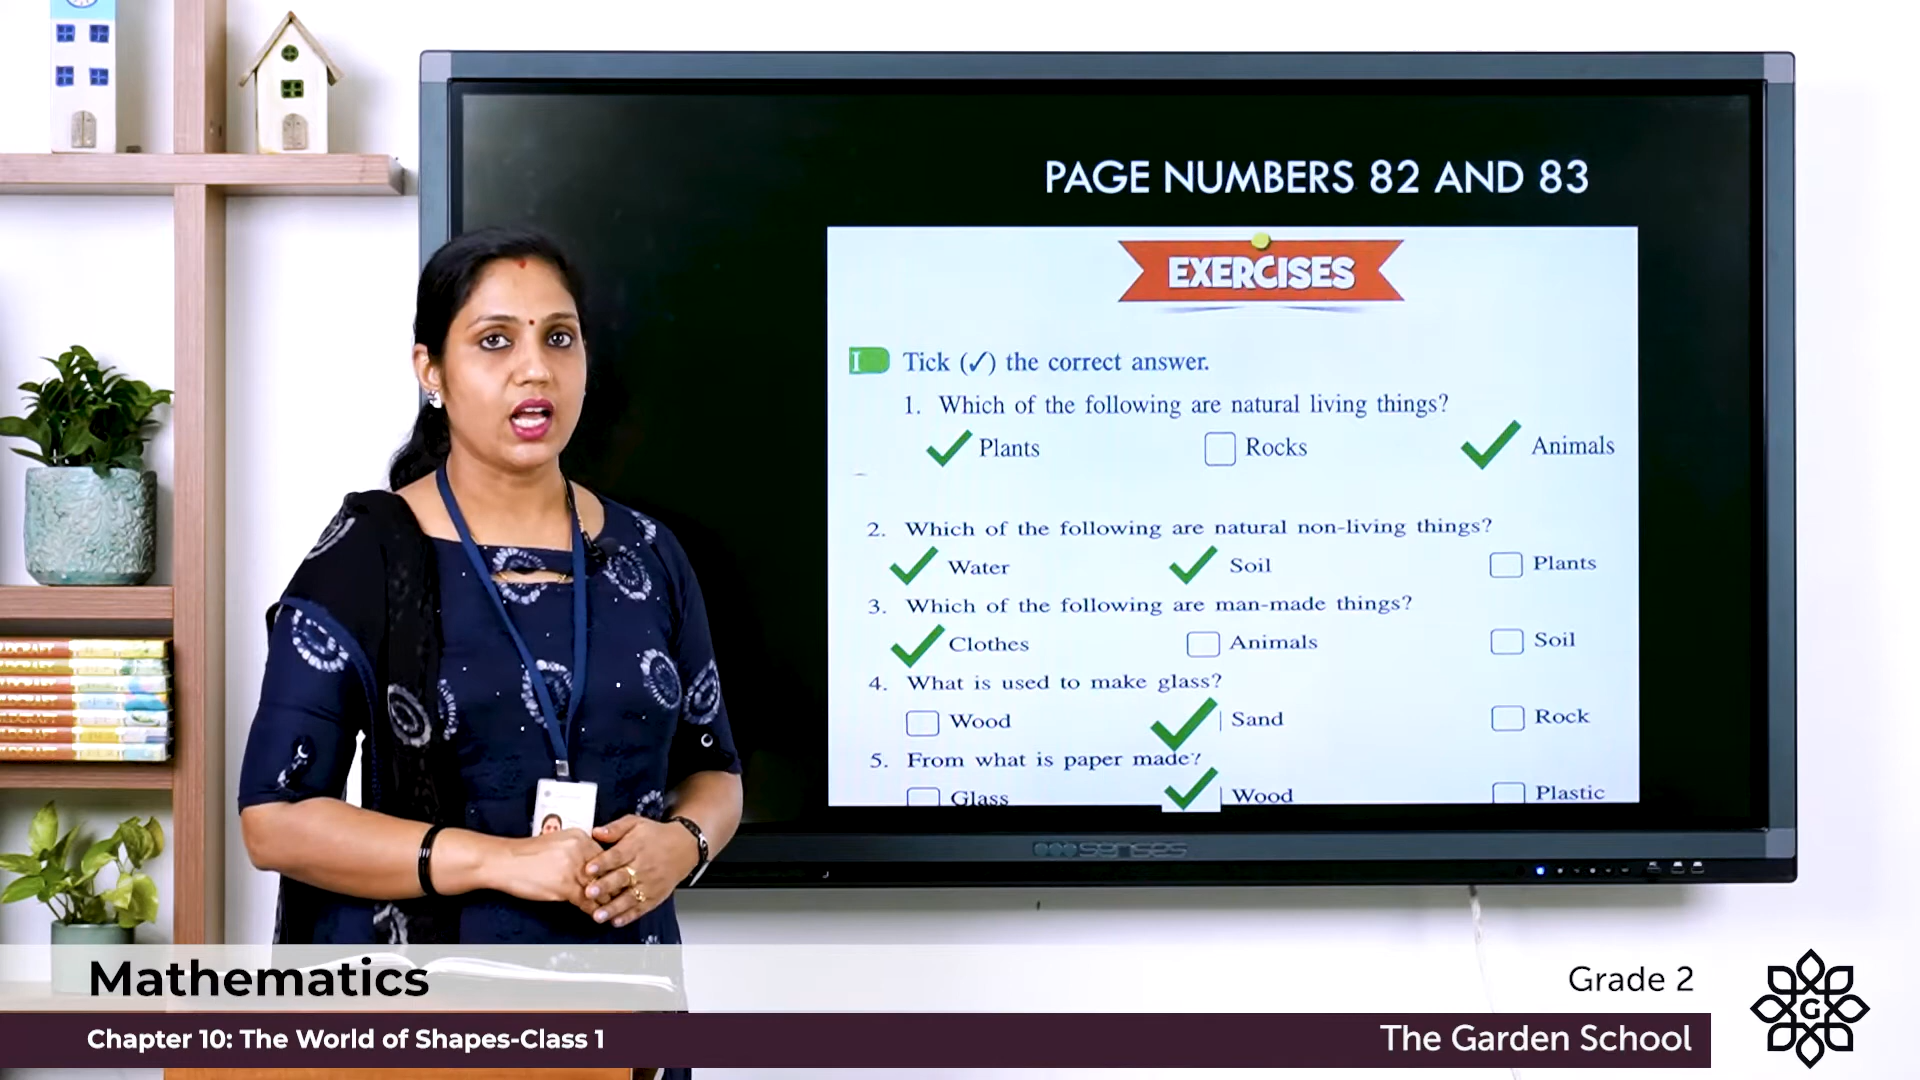 PAGE NUMBERS 82 AND 83
EXERCISES
I Tick (✓) the correct answer.
1. Which of the following are natural living things?
✓ Plants Rocks ✓ Animals
2. Which of the following are natural non-living things?
✓ Water ✓ Soil Plants
3. Which of the following are man-made things?
✓ Clothes Animals Soil
4. What is used to make glass?
Wood ✓ Sand Rock
5. From what is paper made?
Glass ✓ Wood Plastic
senses
Mathematics
Grade 2
Chapter 10: The World of Shapes-Class 1
The Garden School
G